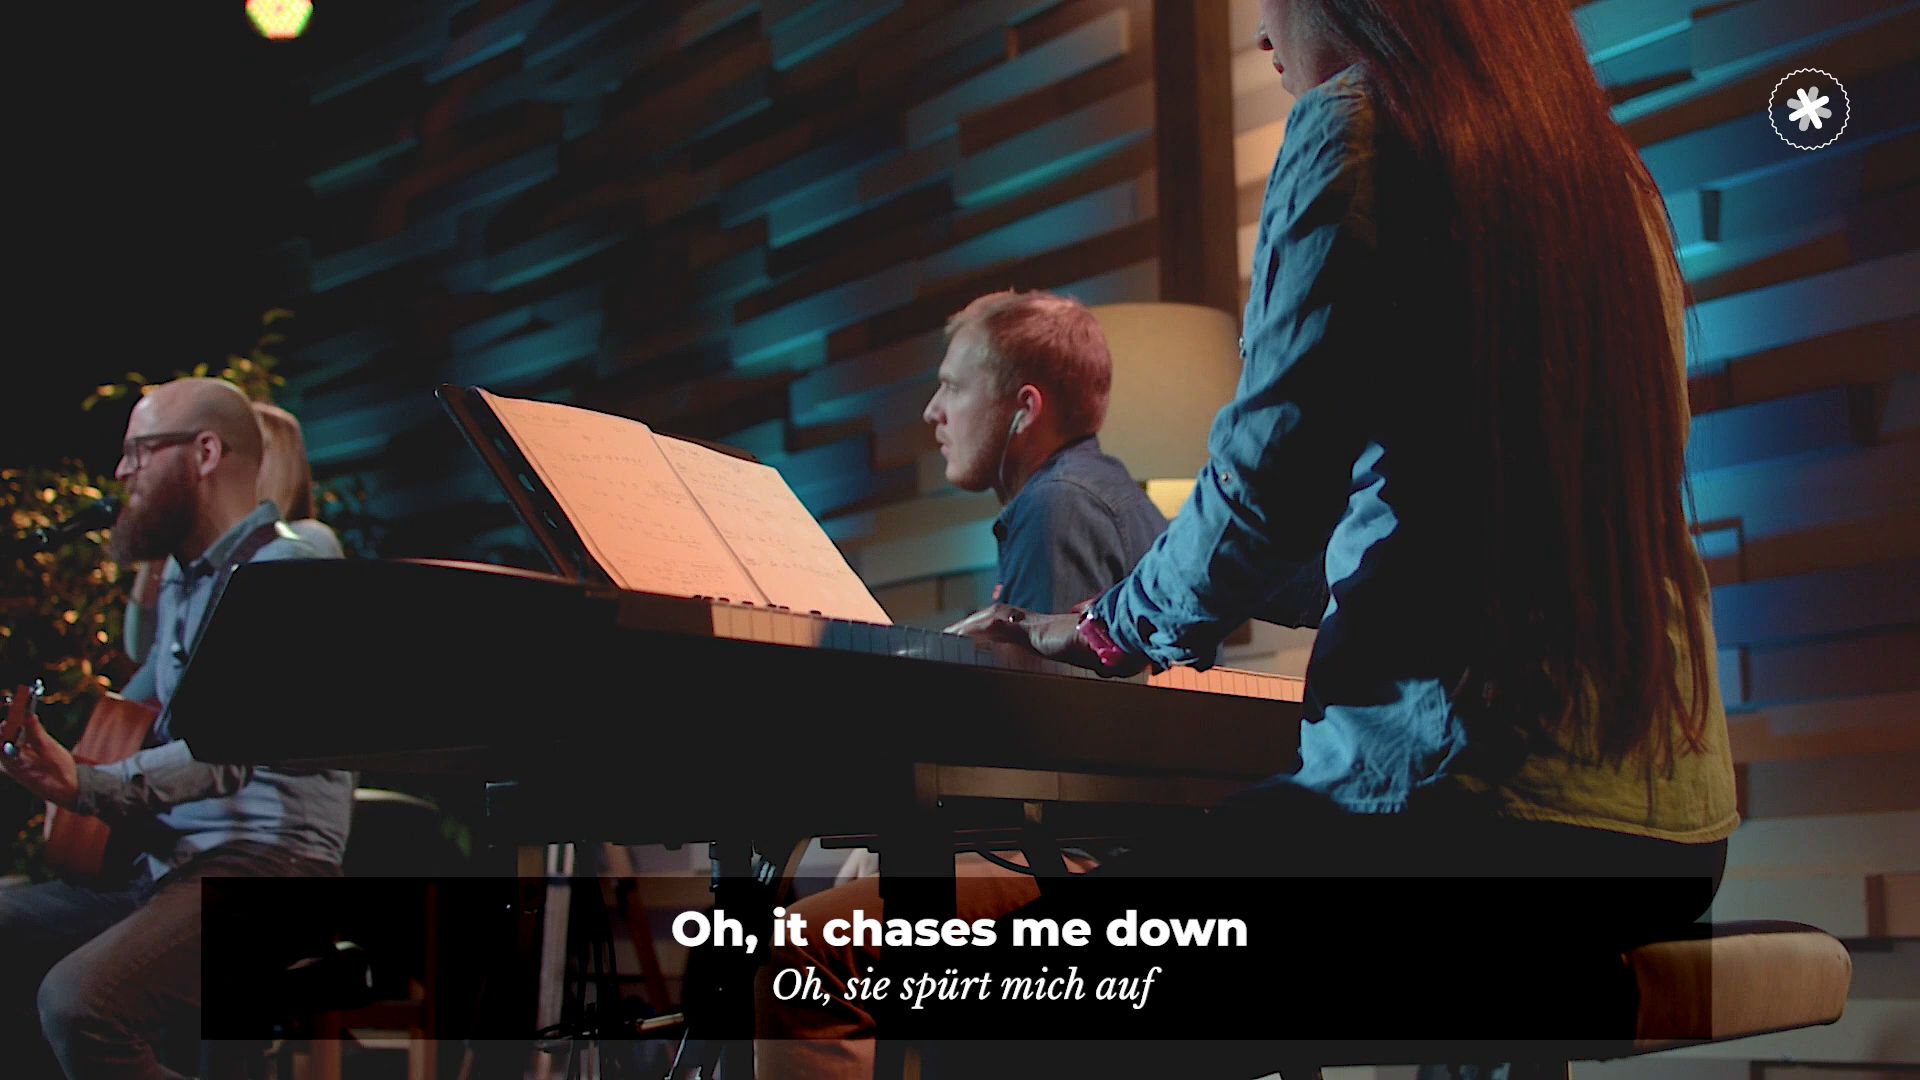 Oh, it chases me down
Oh, sie spürt mich auf